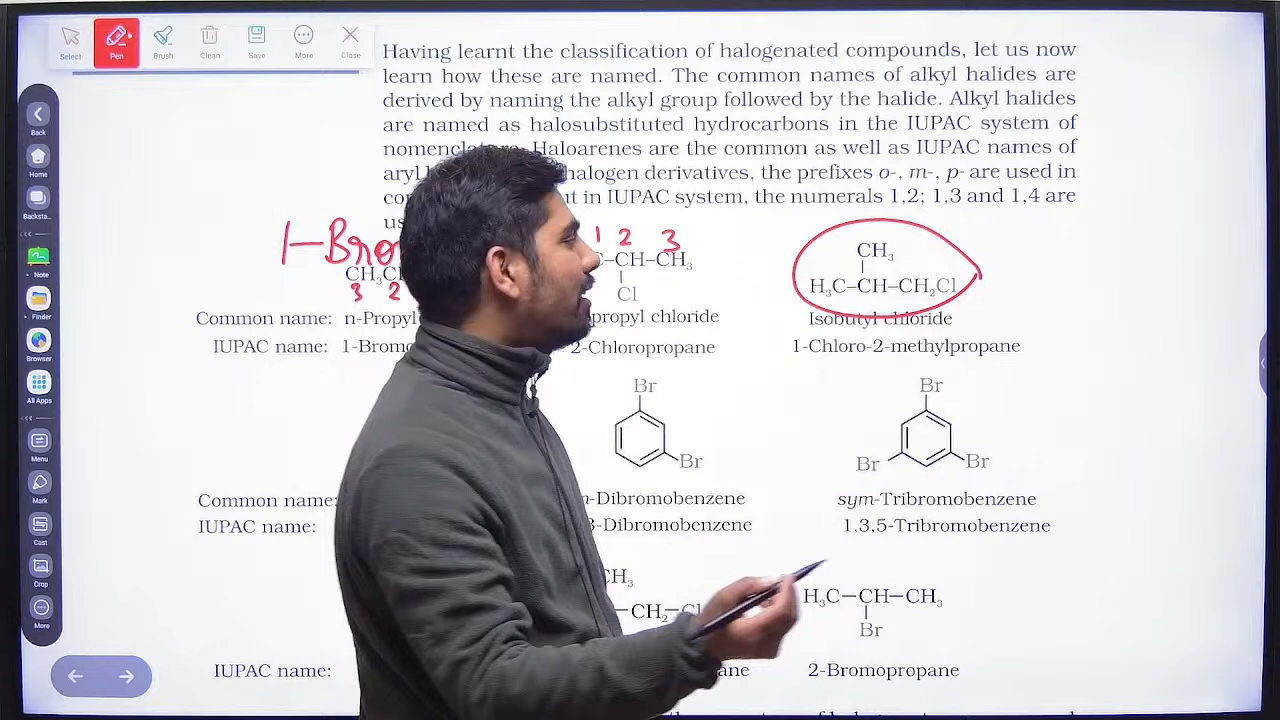 Select
Pen
Brush
Clean
Save
More
Close
Having learnt the classification of halogenated compounds, let us now
learn how these are named. The common names of alkyl halides are
derived by naming the alkyl group followed by the halide. Alkyl halides
are named as halosubstituted hydrocarbons in the IUPAC system of
Haloarenes are the common as well as IUPAC names of
halogen derivatives, the prefixes o-, m-, p- are used in
in IUPAC system, the numerals 1,2; 1,3 and 1,4 are
1 2 3
CH₃
–CH–CH₃
H₃C–CH–CH₂Cl
3 2
Cl
Common name: n-Propyl
propyl chloride
Isobutyl chloride
IUPAC name:
2-Chloropropane
1-Chloro-2-methylpropane
Br
Br
Br
Br
Br
Common name:
-Dibromobenzene
sym-Tribromobenzene
IUPAC name:
-Dibromobenzene
1,3,5-Tribromobenzene
H₃C–CH–CH₃
–CH₂–
Br
IUPAC name:
2-Bromopropane
Back
Home
Backsta..
Note
Finder
Browser
All Apps
Menu
Mark
Cast
Crop
More